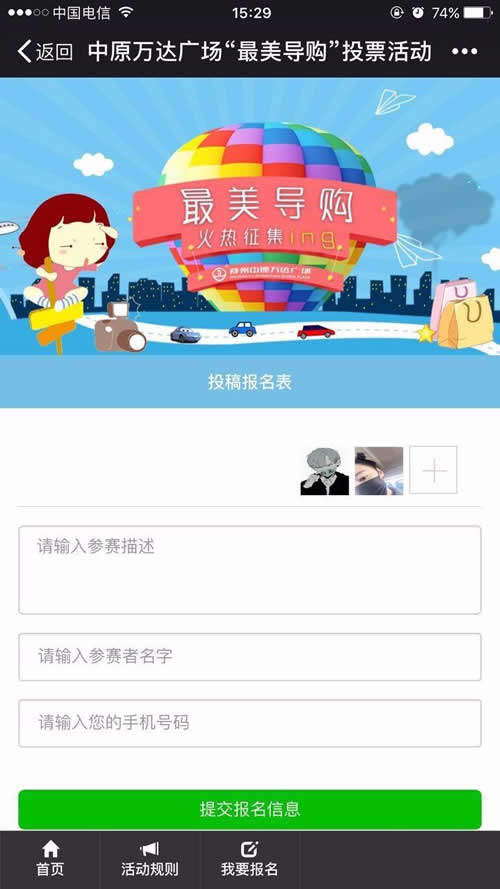 中国电信
15:29
74%
返回
中原万达广场“最美导购”投票活动
最美导购
火热征集ing
郑州中原万达广场
投稿报名表
请输入参赛描述
请输入参赛者名字
请输入您的手机号码
提交报名信息
首页
活动规则
我要报名